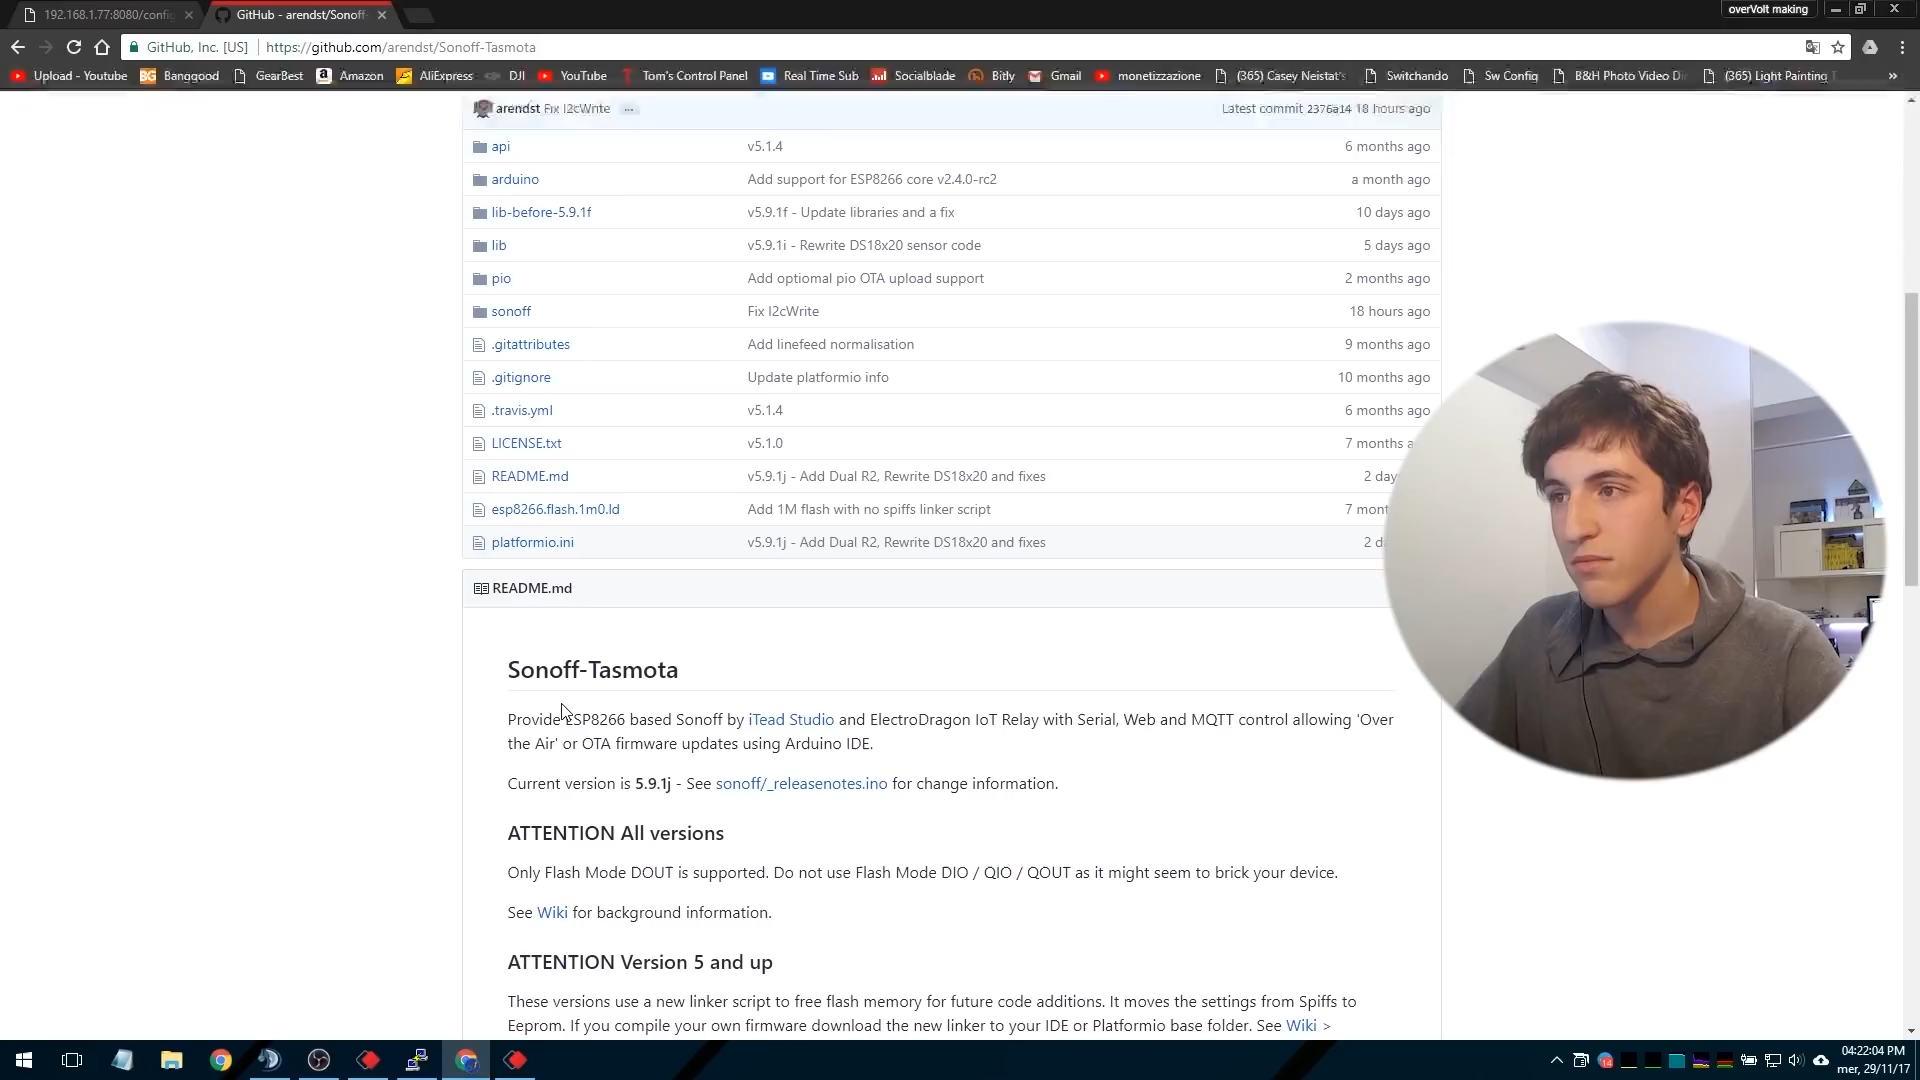 192.168.1.77:8080/config
GitHub - arendst/Sonoff-
overVolt making
GitHub, Inc. [US]
https://github.com/arendst/Sonoff-Tasmota
Upload - Youtube
Banggood
GearBest
Amazon
AliExpress
DJI
YouTube
Tom's Control Panel
Real Time Sub
Socialblade
Bitly
Gmail
monetizzazione
(365) Casey Neistat's
Switchando
Sw Config
B&H Photo Video Di
(365) Light Painting T
arendst Fix I2cWrite ... Latest commit 2376a14 18 hours ago
api v5.1.4 6 months ago
arduino Add support for ESP8266 core v2.4.0-rc2 a month ago
lib-before-5.9.1f v5.9.1f - Update libraries and a fix 10 days ago
lib v5.9.1i - Rewrite DS18x20 sensor code 5 days ago
pio Add optiomal pio OTA upload support 2 months ago
sonoff Fix I2cWrite 18 hours ago
.gitattributes Add linefeed normalisation 9 months ago
.gitignore Update platformio info 10 months ago
.travis.yml v5.1.4 6 months ago
LICENSE.txt v5.1.0 7 months a
README.md v5.9.1j - Add Dual R2, Rewrite DS18x20 and fixes 2 day
esp8266.flash.1m0.ld Add 1M flash with no spiffs linker script 7 mont
platformio.ini v5.9.1j - Add Dual R2, Rewrite DS18x20 and fixes 2 d
README.md
Sonoff-Tasmota
Provide ESP8266 based Sonoff by iTead Studio and ElectroDragon IoT Relay with Serial, Web and MQTT control allowing 'Over
the Air' or OTA firmware updates using Arduino IDE.
Current version is 5.9.1j - See sonoff/_releasenotes.ino for change information.
ATTENTION All versions
Only Flash Mode DOUT is supported. Do not use Flash Mode DIO / QIO / QOUT as it might seem to brick your device.
See Wiki for background information.
ATTENTION Version 5 and up
These versions use a new linker script to free flash memory for future code additions. It moves the settings from Spiffs to
Eeprom. If you compile your own firmware download the new linker to your IDE or Platformio base folder. See Wiki >
14
04:22:04 PM
mer, 29/11/17